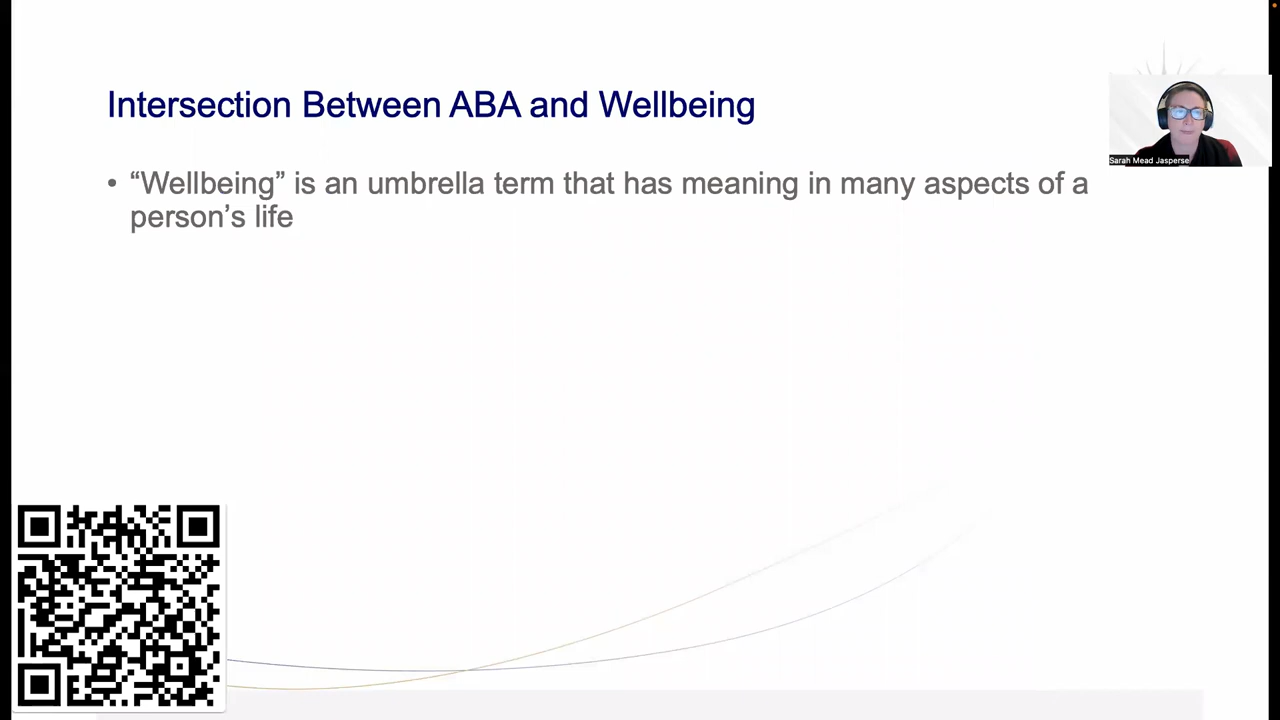 Intersection Between ABA and Wellbeing
• “Wellbeing” is an umbrella term that has meaning in many aspects of a
person’s life
Sarah Mead Jasperse